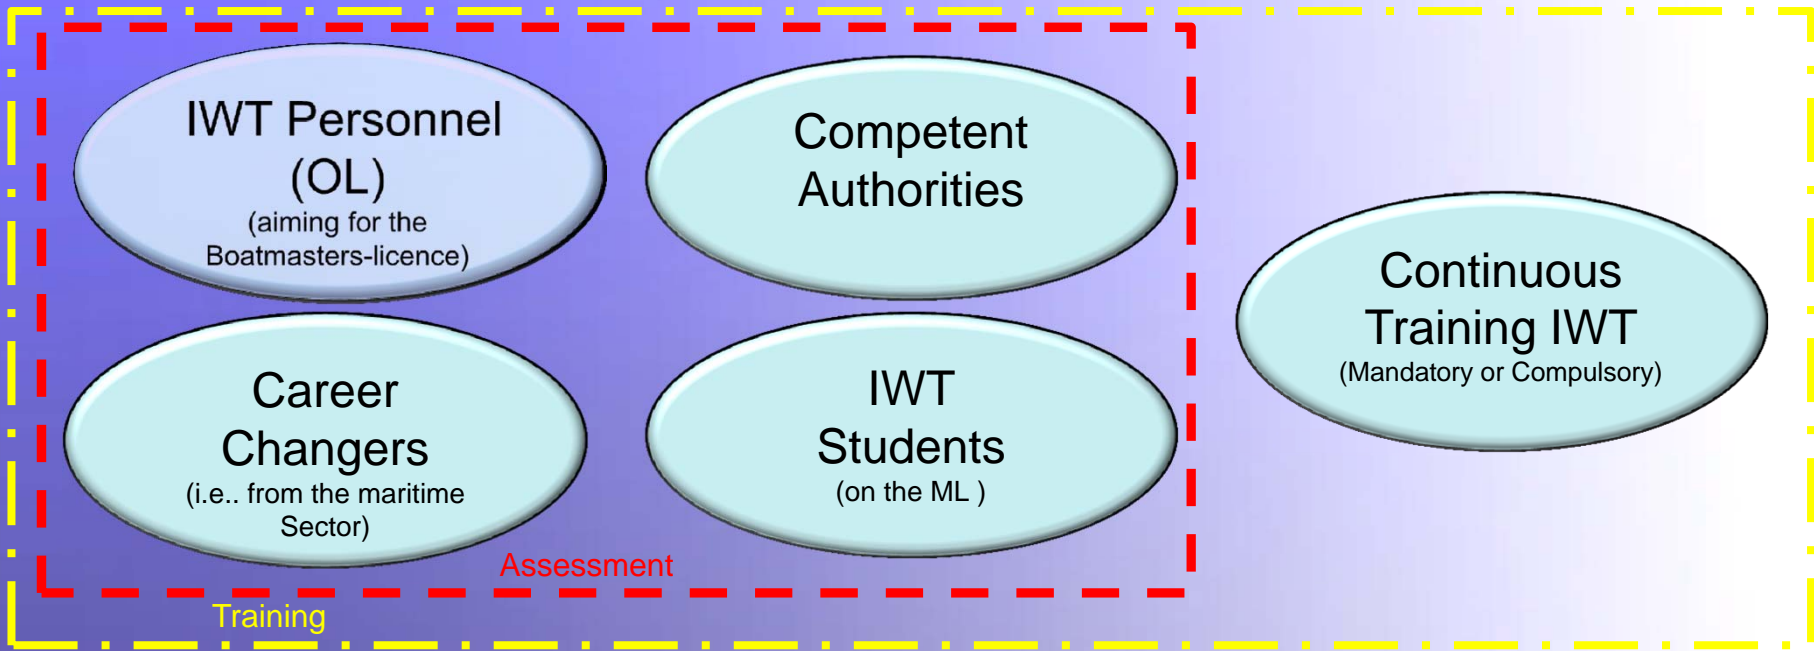 IWT Personnel
(OL)
(aiming for the
Boatmasters-licence)
Competent
Authorities
Career
Changers
(i.e.. from the maritime
Sector)
IWT
Students
(on the ML )
Continuous
Training IWT
(Mandatory or Compulsory)
Assessment
Training